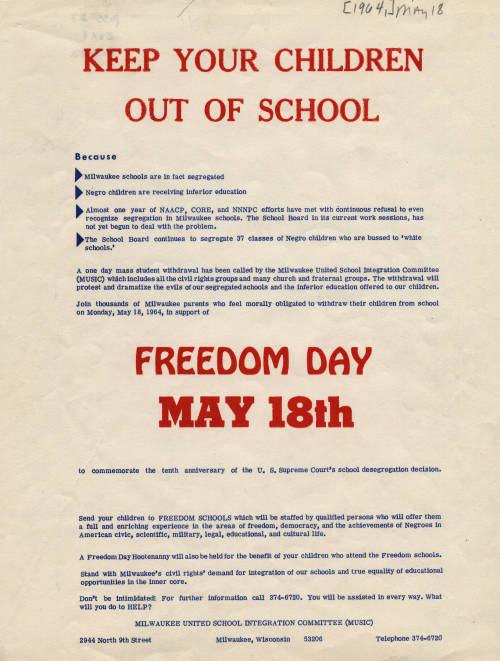 [1964,] May 18
KEEP YOUR CHILDREN
OUT OF SCHOOL
Because
Milwaukee schools are in fact segregated
Negro children are receiving inferior education
Almost one year of NAACP, CORE, and NNNPC efforts have met with continuous refusal to even
recognize segregation in Milwaukee schools. The School Board in its current work sessions, has
not yet begun to deal with the problem.
The School Board continues to segregate 37 classes of Negro children who are bussed to 'white
schools.'
A one day mass student withdrawal has been called by the Milwaukee United School Integration Committee
(MUSIC) which includes all the civil rights groups and many church and fraternal groups. The withdrawal will
protest and dramatize the evils of our segregated schools and the inferior education offered to our children.
Join thousands of Milwaukee parents who feel morally obligated to withdraw their children from school
on Monday, May 18, 1964, in support of
FREEDOM DAY
MAY 18th
to commemorate the tenth anniversary of the U. S. Supreme Court's school desegregation decision.
Send your children to FREEDOM SCHOOLS which will be staffed by qualified persons who will offer them
a full and enriching experience in the areas of freedom, democracy, and the achievements of Negroes in
American civic, scientific, military, legal, educational, and cultural life.
A Freedom Day Hootenanny will also be held for the benefit of your children who attend the Freedom schools.
Stand with Milwaukee's civil rights' demand for integration of our schools and true equality of educational
opportunities in the inner core.
Don't be intimidated! For further information call 374-6720. You will be assisted in every way. What
will you do to HELP?
MILWAUKEE UNITED SCHOOL INTEGRATION COMMITTEE (MUSIC)
2944 North 9th Street Milwaukee, Wisconsin 53206 Telephone 374-6720